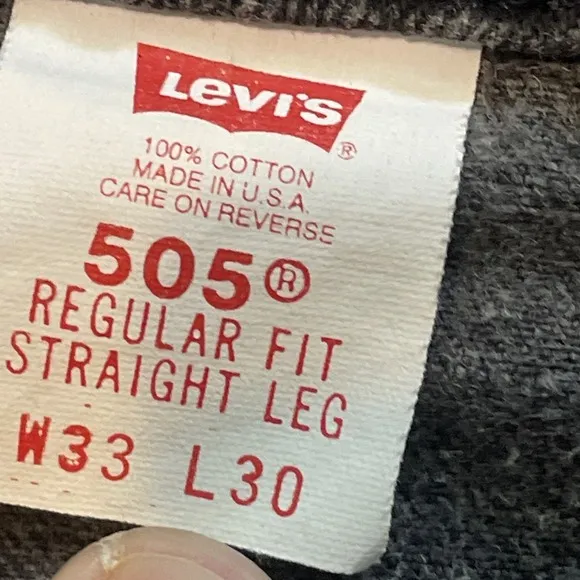 Levi's ®
100% COTTON
MADE IN U.S.A.
CARE ON REVERSE
505®
REGULAR FIT
STRAIGHT LEG
W33 L30